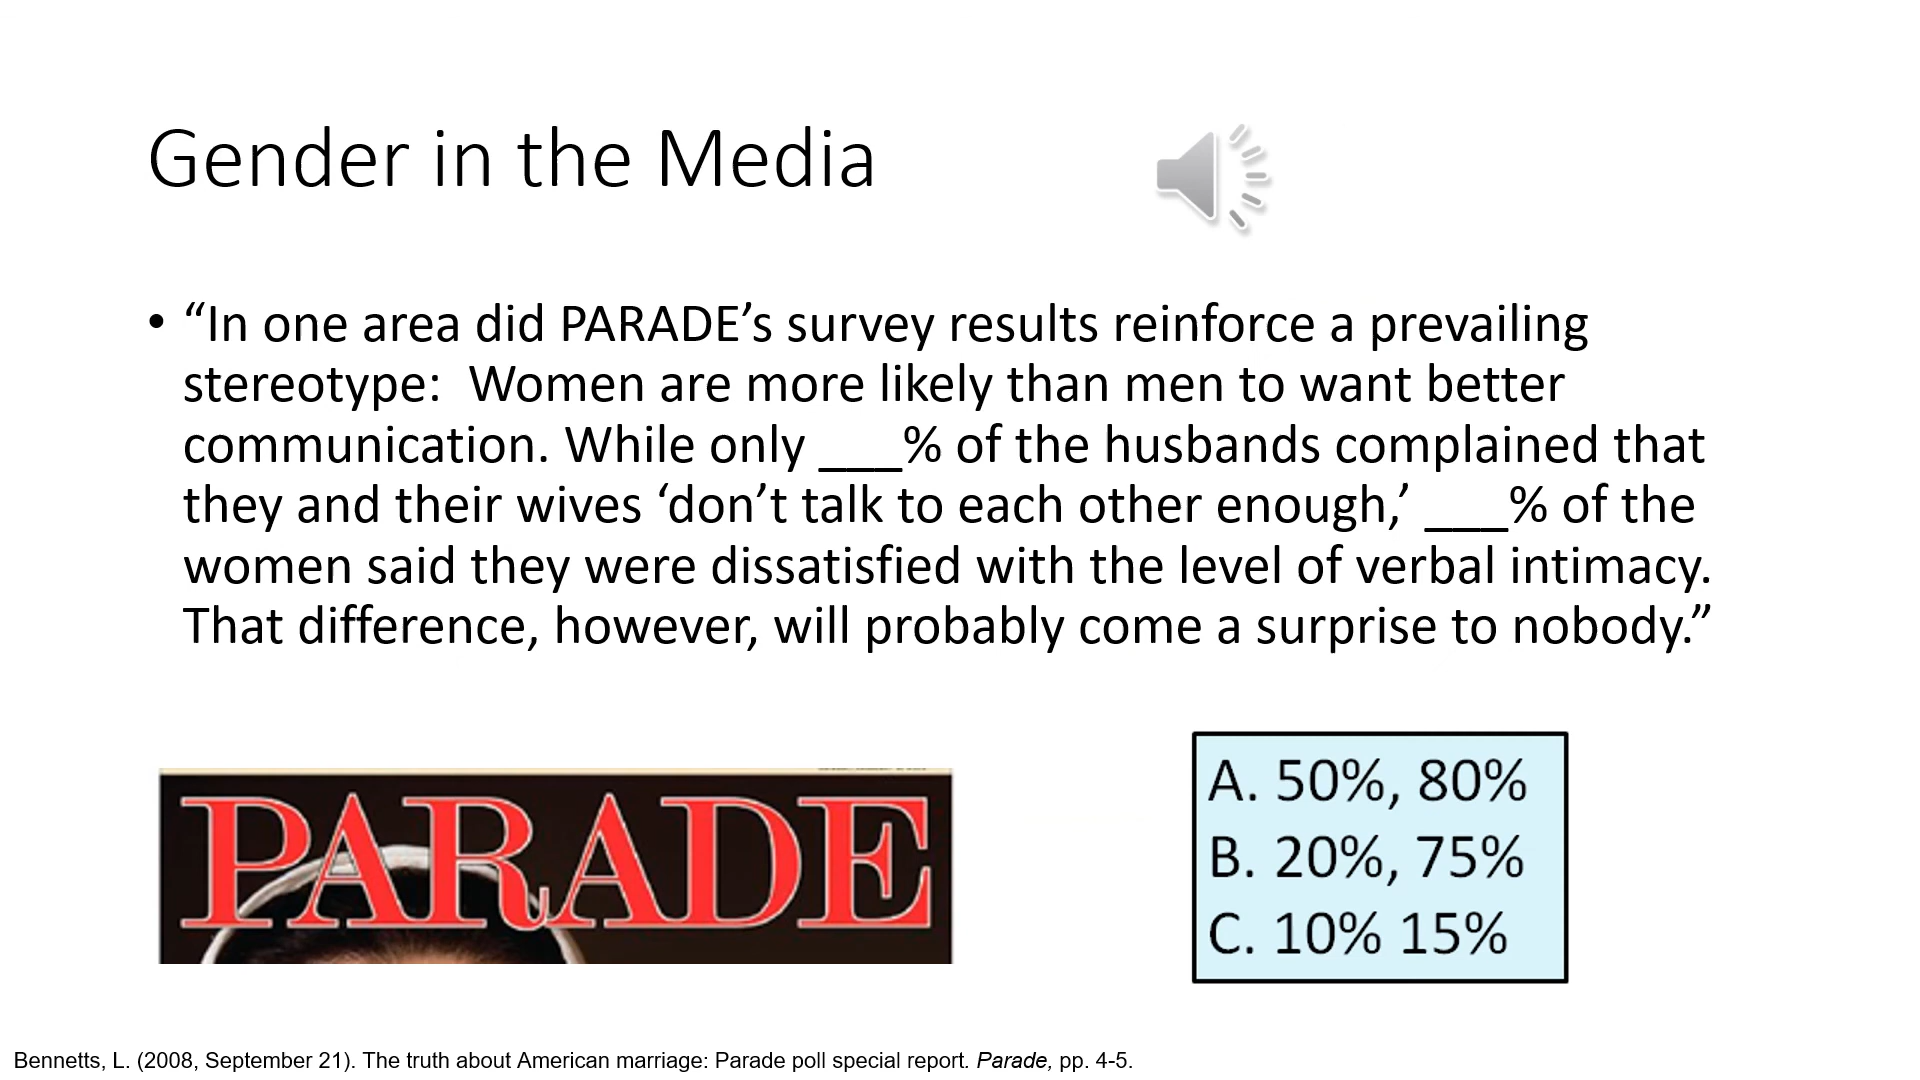 Gender in the Media
• “In one area did PARADE’s survey results reinforce a prevailing
stereotype:  Women are more likely than men to want better
communication. While only ___% of the husbands complained that
they and their wives ‘don’t talk to each other enough,’ ___% of the
women said they were dissatisfied with the level of verbal intimacy.
That difference, however, will probably come a surprise to nobody.”
PARADE
A. 50%, 80%
B. 20%, 75%
C. 10% 15%
Bennetts, L. (2008, September 21). The truth about American marriage: Parade poll special report. Parade, pp. 4-5.